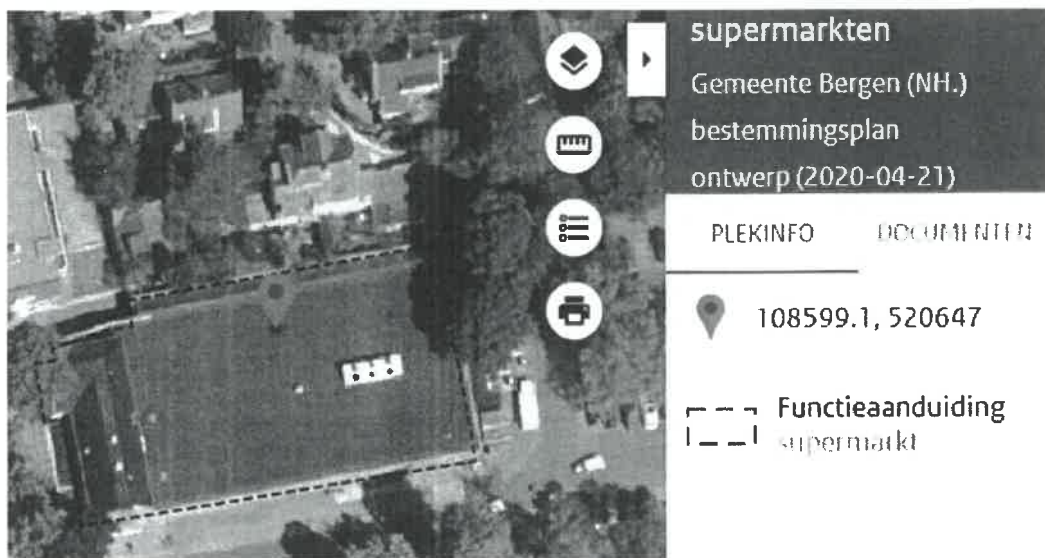 supermarkten
Gemeente Bergen (NH.)
bestemmingsplan
ontwerp (2020-04-21)
PLEKINFO DOCUMENTEN
108599.1, 520647
Functieaanduiding
supermarkt